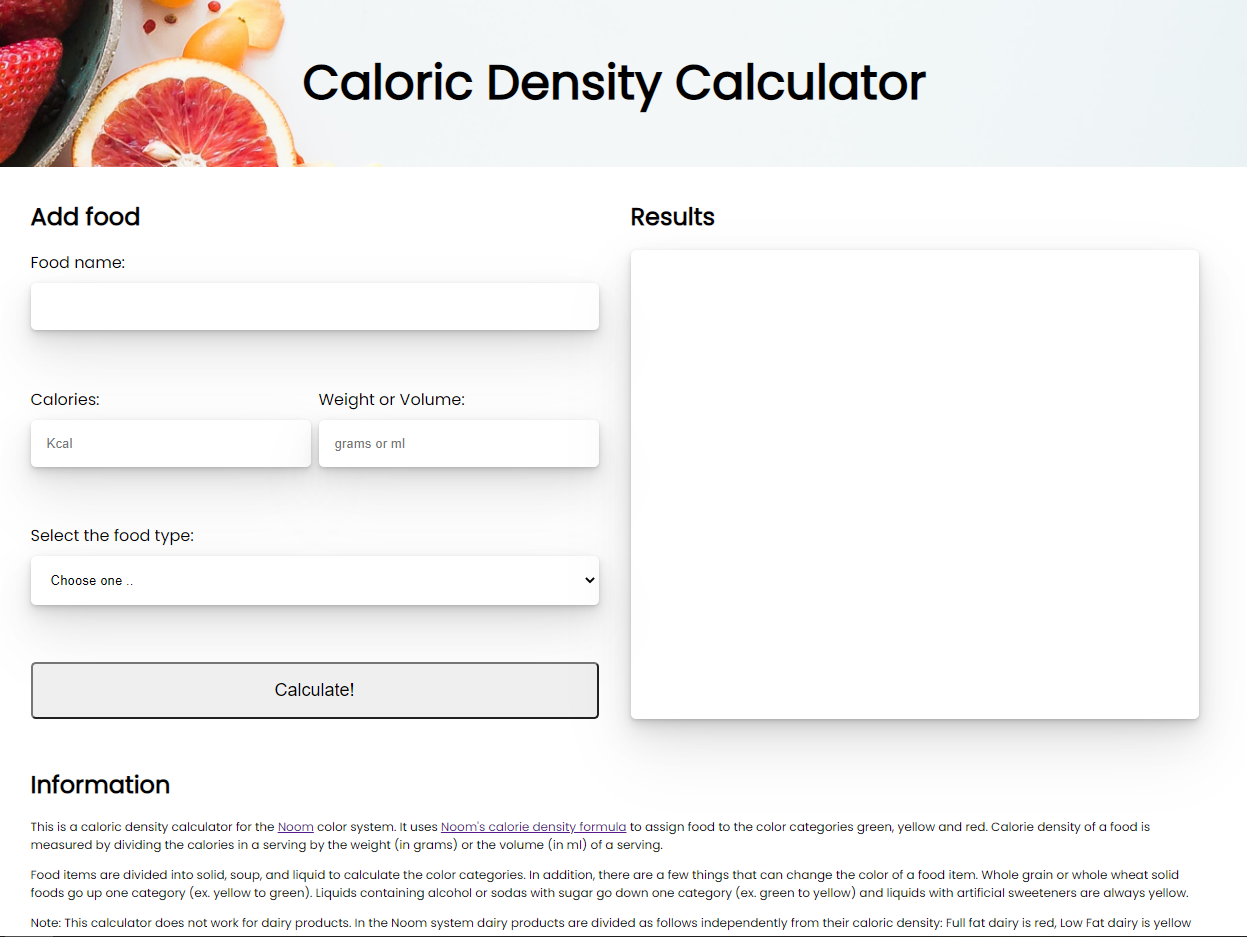 Caloric Density Calculator
Add food
Food name:
Calories:
Weight or Volume:
Kcal
grams or ml
Select the food type:
Choose one ..
Calculate!
Results
Information
This is a caloric density calculator for the Noom color system. It uses Noom's calorie density formula to assign food to the color categories green, yellow and red. Calorie density of a food is
measured by dividing the calories in a serving by the weight (in grams) or the volume (in ml) of a serving.
Food items are divided into solid, soup, and liquid to calculate the color categories. In addition, there are a few things that can change the color of a food item. Whole grain or whole wheat solid
foods go up one category (ex. yellow to green). Liquids containing alcohol or sodas with sugar go down one category (ex. green to yellow) and liquids with artificial sweeteners are always yellow.
Note: This calculator does not work for dairy products. In the Noom system dairy products are divided as follows independently from their caloric density: Full fat dairy is red, Low Fat dairy is yellow